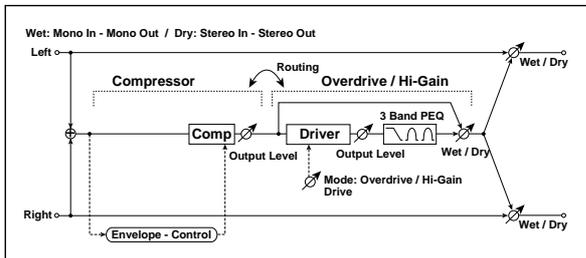 Wet: Mono In - Mono Out / Dry: Stereo In - Stereo Out
Left
Wet / Dry
Routing
Compressor
Overdrive / Hi-Gain
3 Band PEQ
Comp
Driver
Output Level
Output Level
Wet / Dry
Mode: Overdrive / Hi-Gain
Drive
Right
Wet / Dry
Envelope - Control